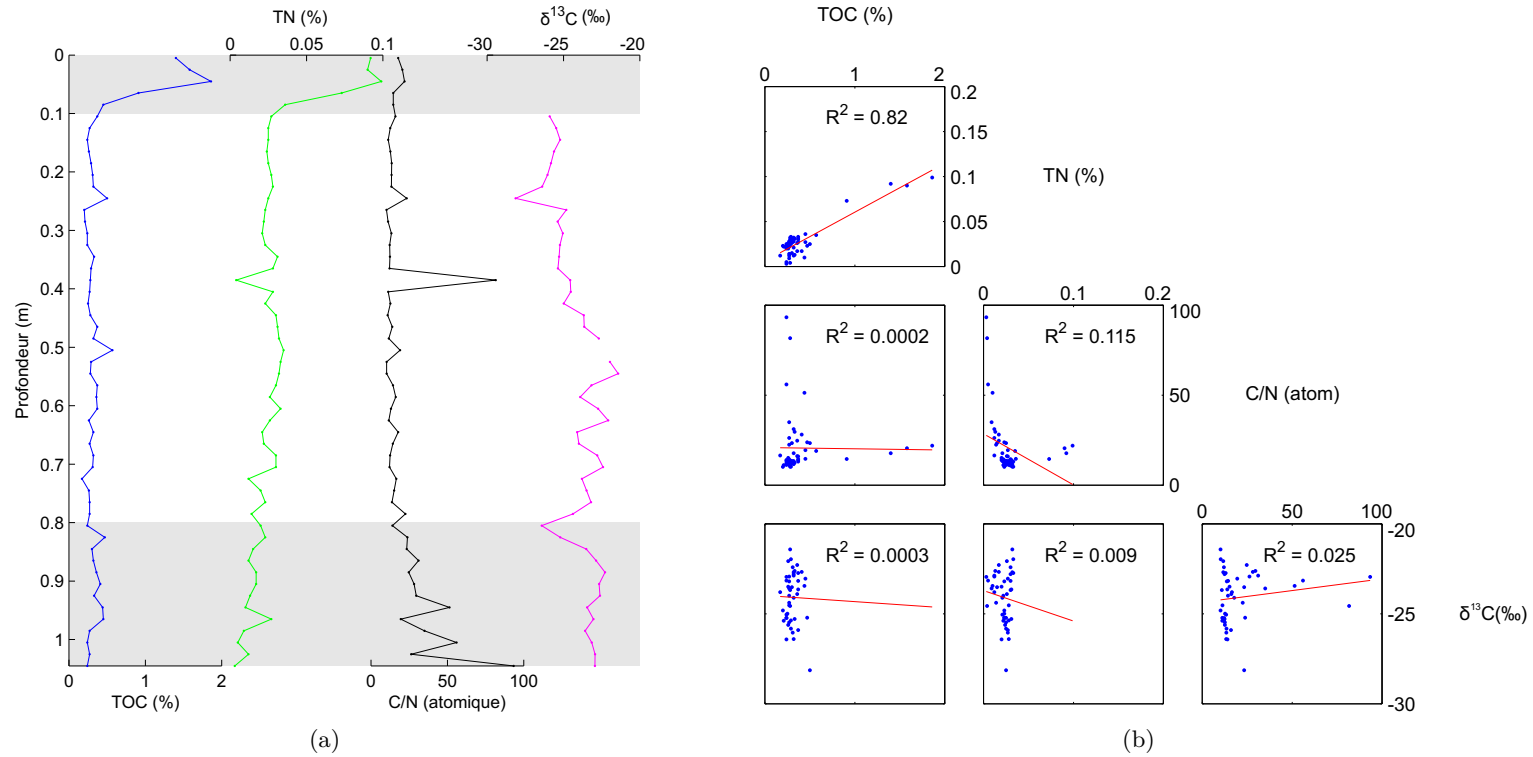 TN (%)
δ13C (‰)
0 0.05 0.1 -30 -25 -20
0
0.1
0.2
0.3
0.4
0.5
0.6
0.7
0.8
0.9
1
Profondeur (m)
0 1 2 0 50 100
TOC (%)
C/N (atomique)
(a)
TOC (%)
0 1 2
0.2
0.15
0.1
0.05
0
R2 = 0.82
TN (%)
0 0.1 0.2
100
50
0
R2 = 0.0002
R2 = 0.115
C/N (atom)
0 50 100
-20
-25
-30
R2 = 0.0003
R2 = 0.009
R2 = 0.025
δ13C(‰)
(b)